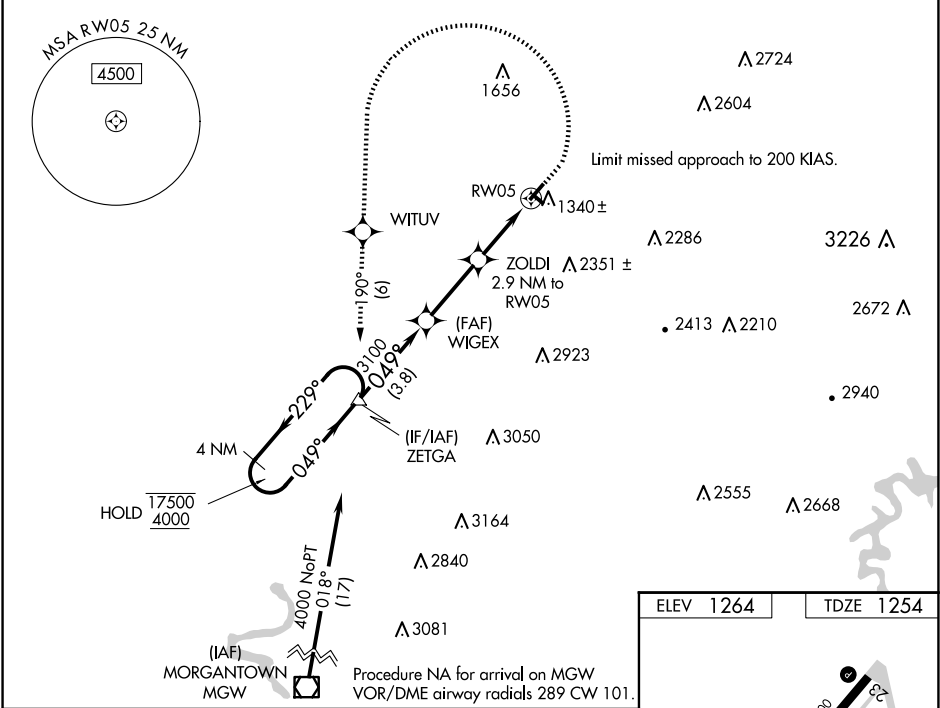 MSA RW05 25 NM
4500
1656
2724
2604
Limit missed approach to 200 KIAS.
RW05
1340±
WITUV
2286
3226
ZOLDI
2.9 NM to
RW05
2351 ±
190°
(6)
(FAF)
WIGEX
2413
2210
2672
3100
049°
(3.8)
2923
2940
229°
049°
4 NM
(IF/IAF)
ZETGA
3050
HOLD 17500
4000
2555
2668
3164
2840
4000 NoPT
018°
(17)
3081
(IAF)
MORGANTOWN
MGW
Procedure NA for arrival on MGW
VOR/DME airway radials 289 CW 101.
ELEV 1264
TDZE 1254
P
23